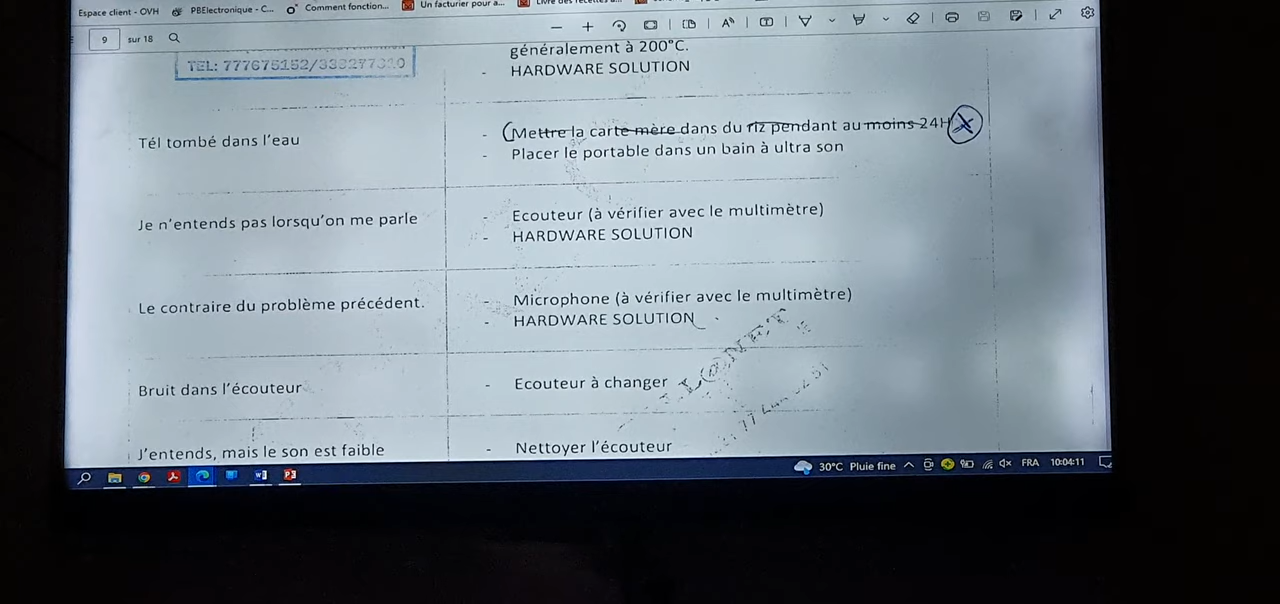 Espace client - OVH PBElectronique - C... Comment fonction... Un facturier pour a...
9 sur 18
généralement à 200°C.
TEL: 777675152/338277310
- HARDWARE SOLUTION
Tél tombé dans l'eau
- (Mettre la carte mère dans du riz pendant au moins 24H X
- Placer le portable dans un bain à ultra son
Je n'entends pas lorsqu'on me parle
- Ecouteur (à vérifier avec le multimètre)
- HARDWARE SOLUTION
Le contraire du problème précédent.
- Microphone (à vérifier avec le multimètre)
- HARDWARE SOLUTION
Bruit dans l'écouteur
- Ecouteur à changer
J'entends, mais le son est faible
- Nettoyer l'écouteur
30°C Pluie fine FRA 10:04:11